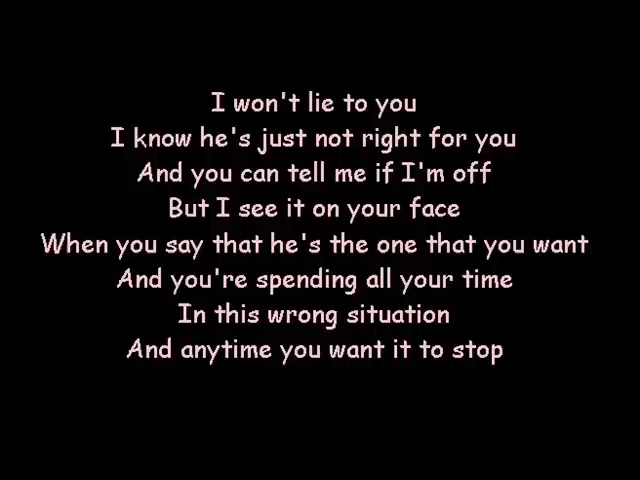 I won't lie to you
I know he's just not right for you
And you can tell me if I'm off
But I see it on your face
When you say that he's the one that you want
And you're spending all your time
In this wrong situation
And anytime you want it to stop